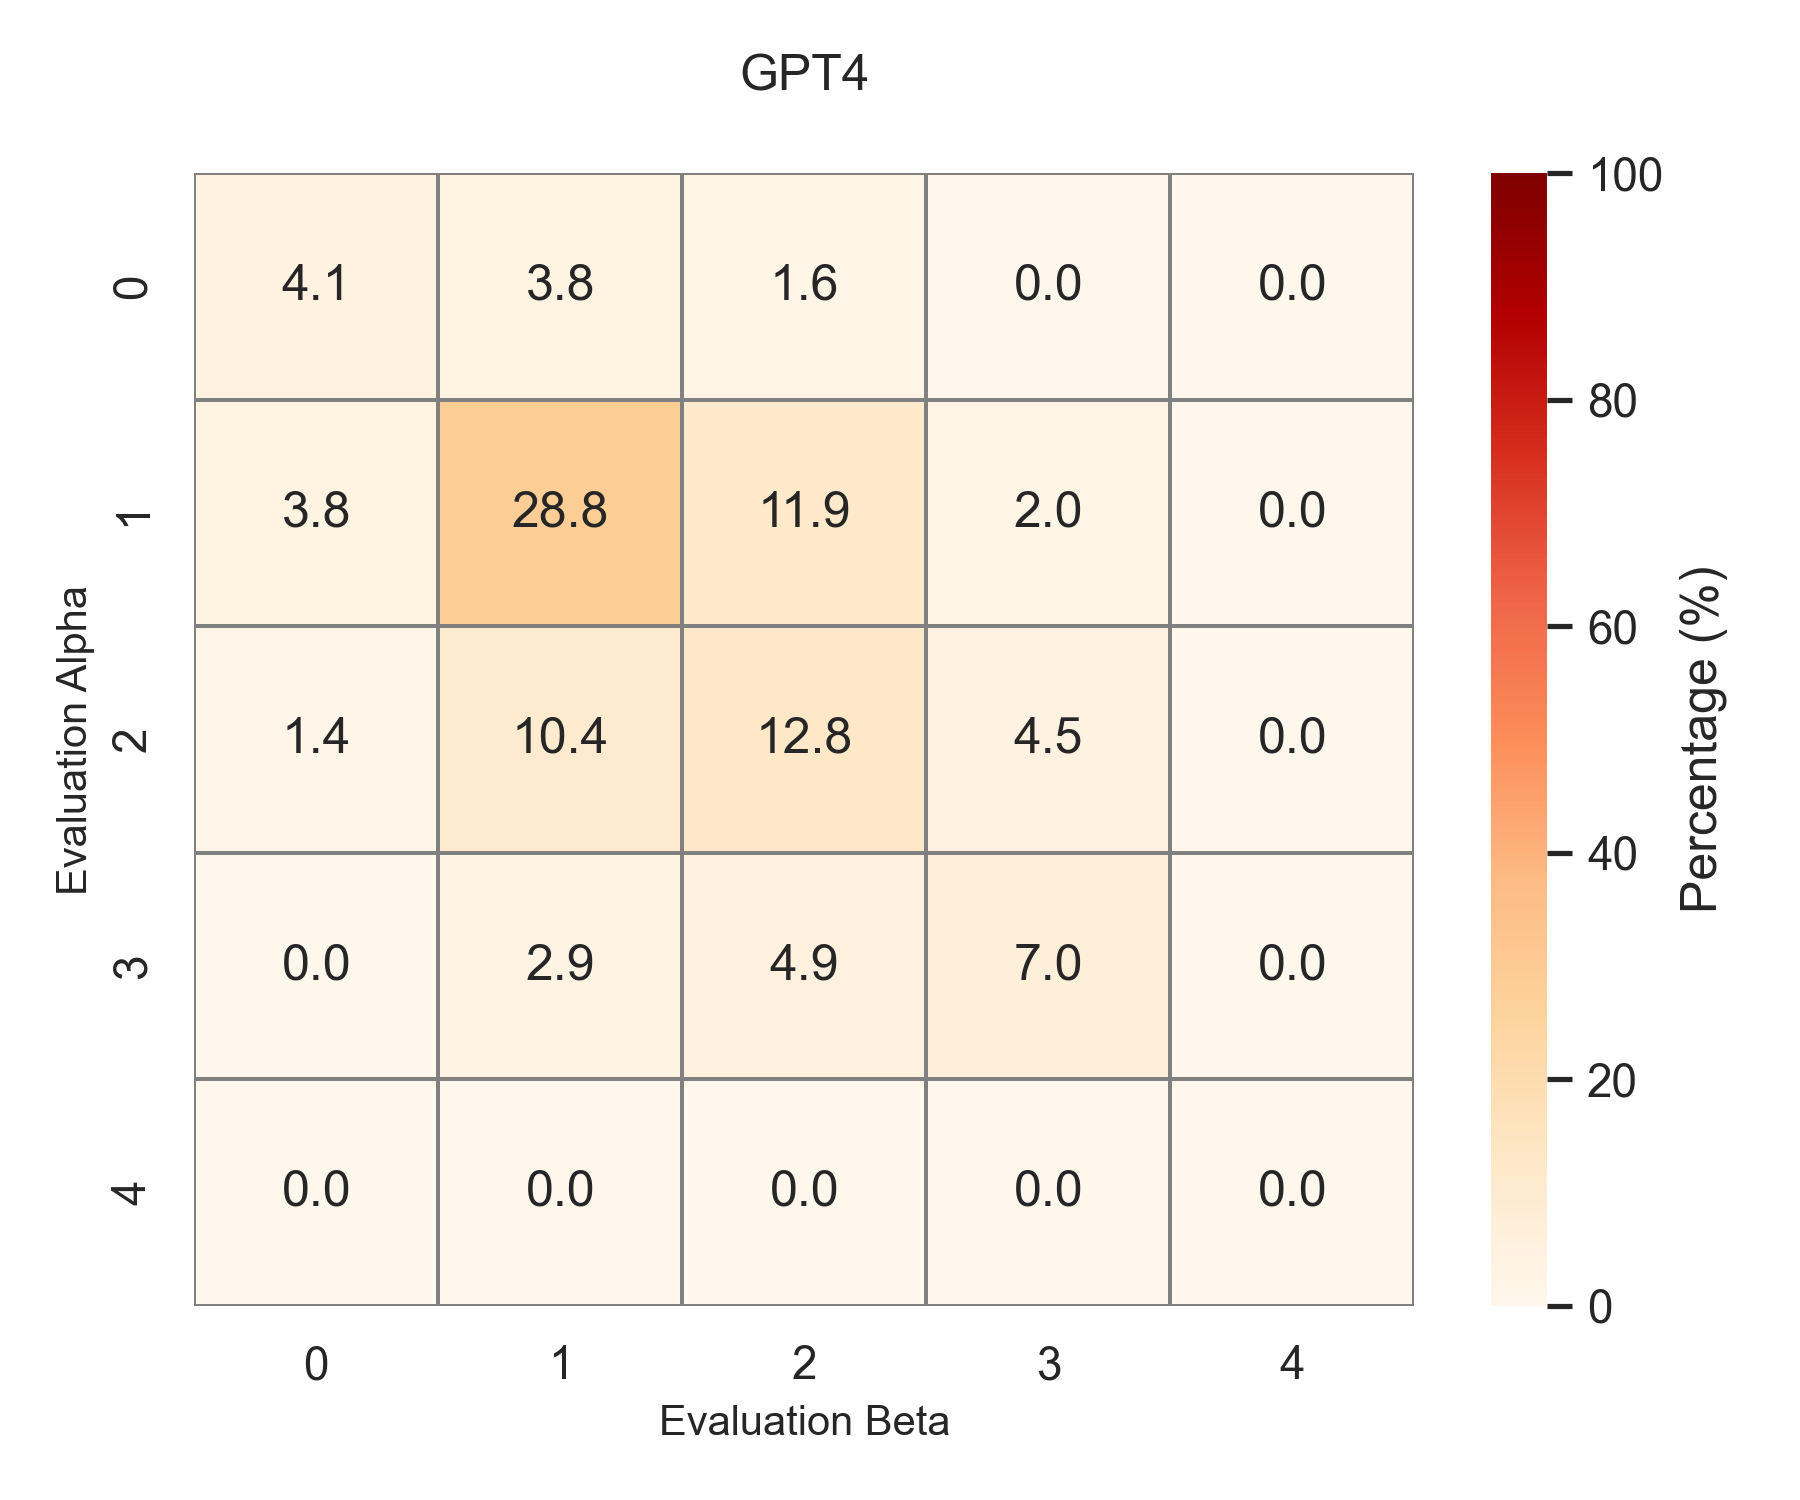 GPT4
0 4.1 3.8 1.6 0.0 0.0
1 3.8 28.8 11.9 2.0 0.0
2 1.4 10.4 12.8 4.5 0.0
3 0.0 2.9 4.9 7.0 0.0
4 0.0 0.0 0.0 0.0 0.0
0 1 2 3 4
Evaluation Beta
Evaluation Alpha
100
80
60
40
20
0
Percentage (%)